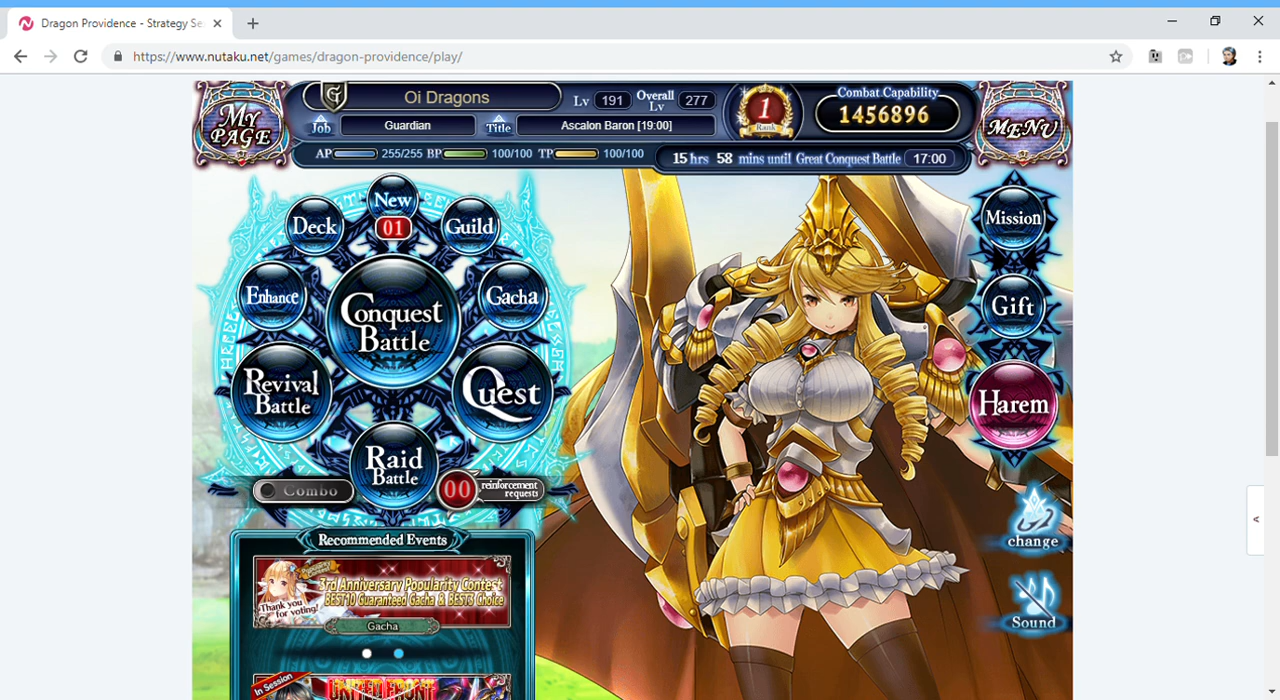 Dragon Providence - Strategy Se
https://www.nutaku.net/games/dragon-providence/play/
My PAGE
G
Oi Dragons
Lv 191 Overall Lv 277
1 Rank
Combat Capability
1456896
MENU
Job Guardian Title Ascalon Baron [19:00]
AP 255/255 BP 100/100 TP 100/100
15 hrs 58 mins until Great Conquest Battle 17:00
New
01
Deck
Guild
Enhance
Gacha
Conquest
Battle
Revival
Battle
Quest
Raid
Battle
Combo
00 reinforcement
requests
Mission
Gift
Harem
change
Sound
<
Recommended Events
3rd Anniversary Popularity Contest
BEST10 Guaranteed Gacha & BEST3 Choice
Thank you
for voting!
Gacha
In Session
UNITED FRONT